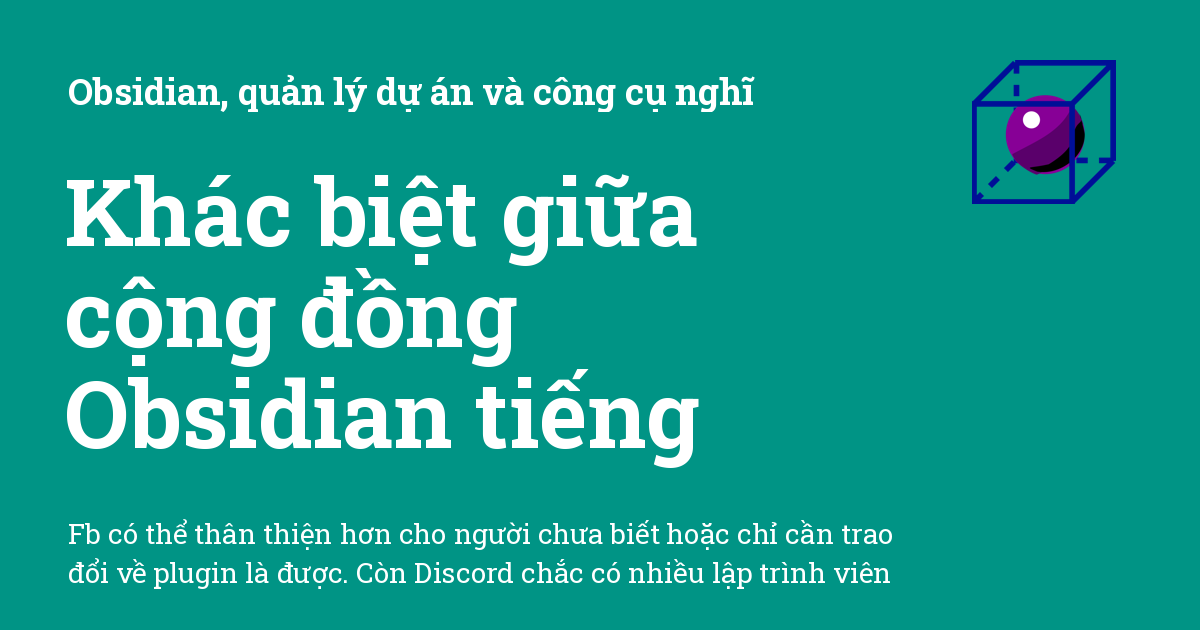 Obsidian, quản lý dự án và công cụ nghĩ
Khác biệt giữa
cộng đồng
Obsidian tiếng
Fb có thể thân thiện hơn cho người chưa biết hoặc chỉ cần trao
đổi về plugin là được. Còn Discord chắc có nhiều lập trình viên